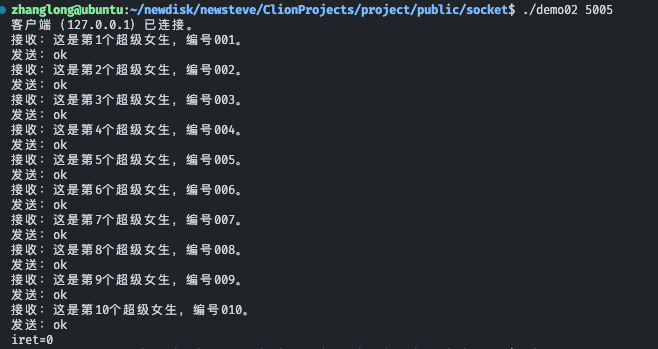 zhanglong@ubuntu:~/newdisk/newsteve/ClionProjects/project/public/socket$ ./demo02 5005
客户端（127.0.0.1）已连接。
接收：这是第1个超级女生，编号001。
发送：ok
接收：这是第2个超级女生，编号002。
发送：ok
接收：这是第3个超级女生，编号003。
发送：ok
接收：这是第4个超级女生，编号004。
发送：ok
接收：这是第5个超级女生，编号005。
发送：ok
接收：这是第6个超级女生，编号006。
发送：ok
接收：这是第7个超级女生，编号007。
发送：ok
接收：这是第8个超级女生，编号008。
发送：ok
接收：这是第9个超级女生，编号009。
发送：ok
接收：这是第10个超级女生，编号010。
发送：ok
iret=0